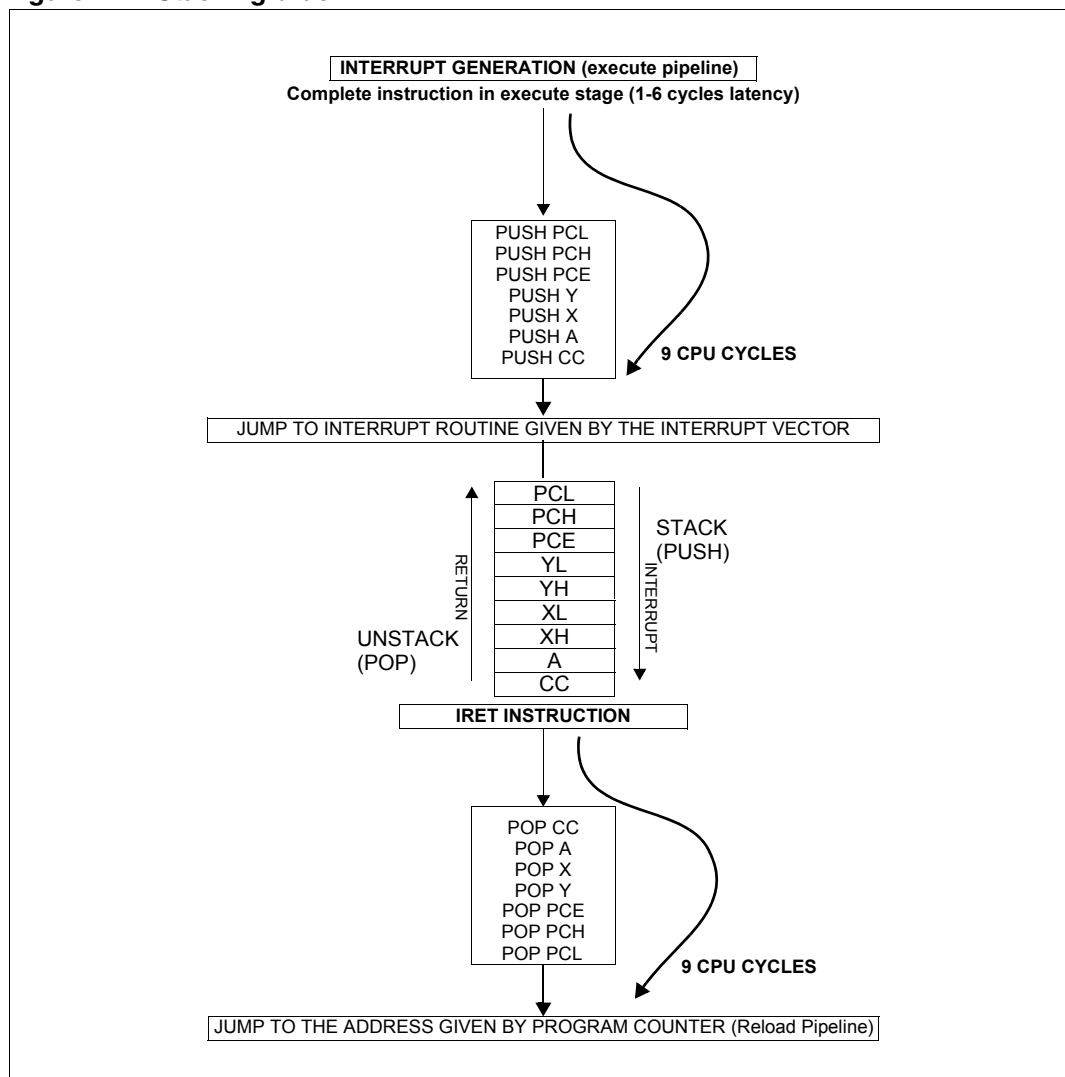 INTERRUPT GENERATION (execute pipeline)
Complete instruction in execute stage (1-6 cycles latency)
PUSH PCL
PUSH PCH
PUSH PCE
PUSH Y
PUSH X
PUSH A
PUSH CC
9 CPU CYCLES
JUMP TO INTERRUPT ROUTINE GIVEN BY THE INTERRUPT VECTOR
PCL
PCH
PCE
YL
YH
XL
XH
A
CC
RETURN
UNSTACK
(POP)
STACK
(PUSH)
INTERRUPT
IRET INSTRUCTION
POP CC
POP A
POP X
POP Y
POP PCE
POP PCH
POP PCL
9 CPU CYCLES
JUMP TO THE ADDRESS GIVEN BY PROGRAM COUNTER (Reload Pipeline)